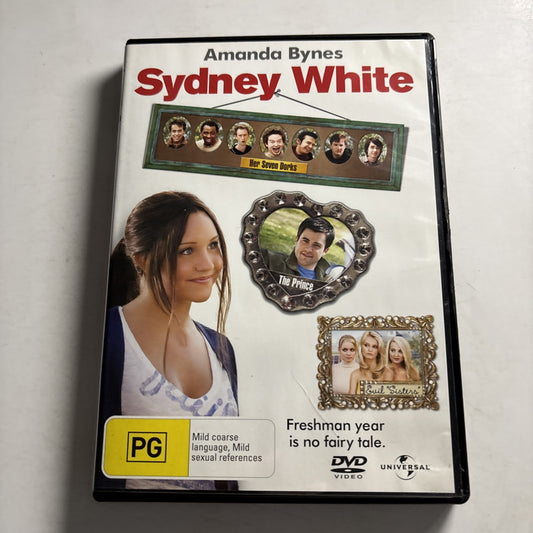 Amanda Bynes
Sydney White
Her Seven Dorks
The Prince
Evil "Sisters"
Freshman year
is no fairy tale.
PG
Mild coarse
language, Mild
sexual references
DVD
VIDEO
UNIVERSAL